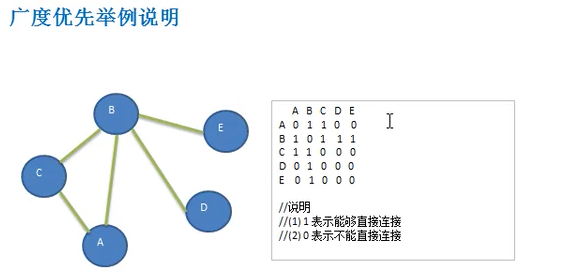 广度优先举例说明
B
E
C
D
A
A B C D E
A 0 1 1 0 0
B 1 0 1 1 1
C 1 1 0 0 0
D 0 1 0 0 0
E 0 1 0 0 0
//说明
//(1) 1 表示能够直接连接
//(2) 0 表示不能直接连接